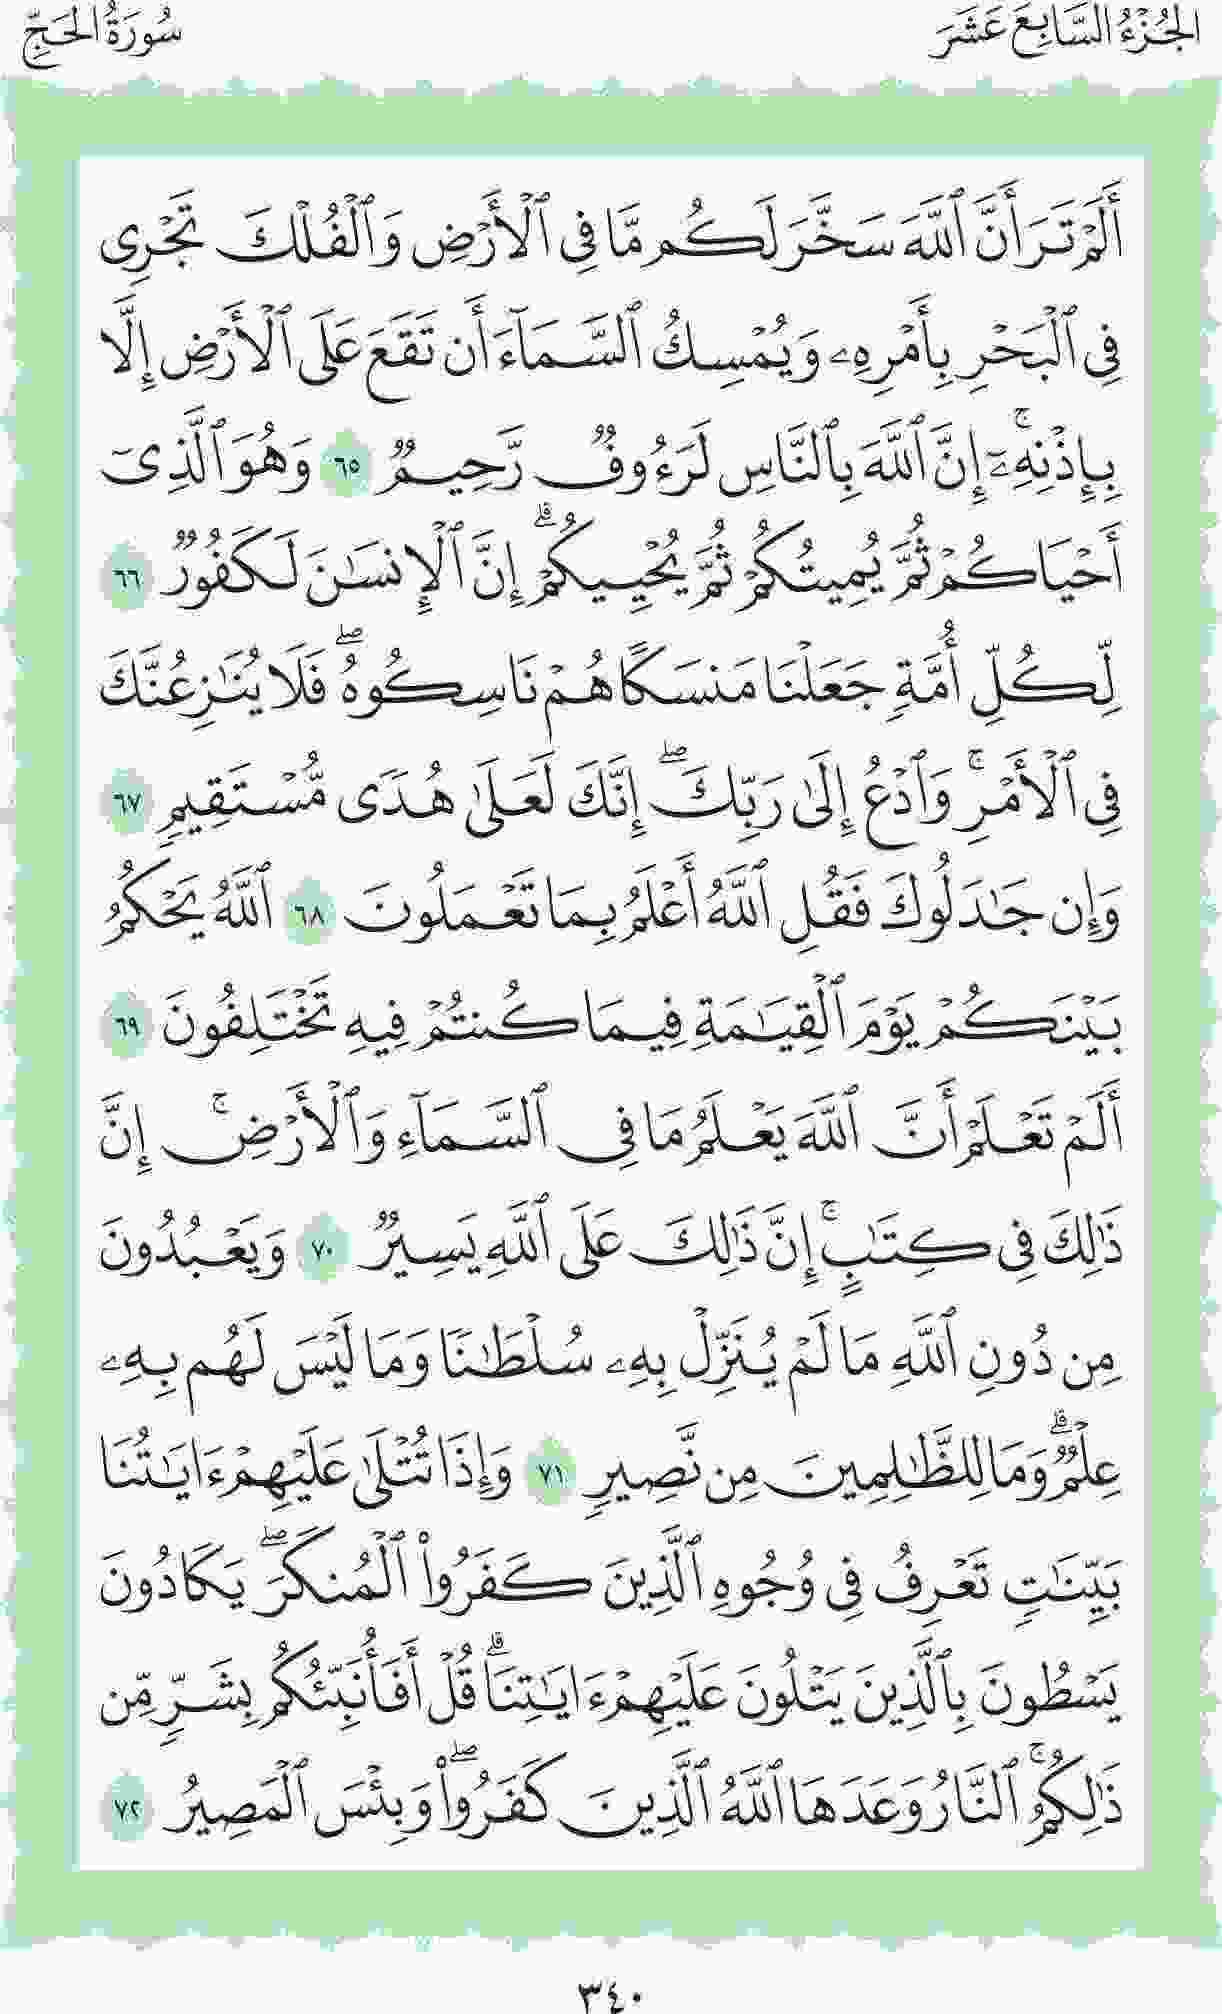 الجُزْءُ السَّابِعَ عَشَرَ
سُورَةُ الحَجِّ
أَلَمْ تَرَ أَنَّ ٱللَّهَ سَخَّرَ لَكُم مَّا فِي ٱلْأَرْضِ وَٱلْفُلْكَ تَجْرِي
فِي ٱلْبَحْرِ بِأَمْرِهِۦ وَيُمْسِكُ ٱلسَّمَآءَ أَن تَقَعَ عَلَى ٱلْأَرْضِ إِلَّا
بِإِذْنِهِۦٓۚ إِنَّ ٱللَّهَ بِٱلنَّاسِ لَرَءُوفٌ رَّحِيمٌ ٦٥ وَهُوَ ٱلَّذِيٓ
أَحْيَاكُمْ ثُمَّ يُمِيتُكُمْ ثُمَّ يُحْيِيكُمْۗ إِنَّ ٱلْإِنسَٰنَ لَكَفُورٌ ٦٦
لِّكُلِّ أُمَّةٍ جَعَلْنَا مَنسَكًا هُمْ نَاسِكُوهُۖ فَلَا يُنَٰزِعُنَّكَ
فِي ٱلْأَمْرِۚ وَٱدْعُ إِلَىٰ رَبِّكَۖ إِنَّكَ لَعَلَىٰ هُدًى مُّسْتَقِيمٍ ٦٧
وَإِن جَٰدَلُوكَ فَقُلِ ٱللَّهُ أَعْلَمُ بِمَا تَعْمَلُونَ ٦٨ ٱللَّهُ يَحْكُمُ
بَيْنَكُمْ يَوْمَ ٱلْقِيَٰمَةِ فِيمَا كُنتُمْ فِيهِ تَخْتَلِفُونَ ٦٩
أَلَمْ تَعْلَمْ أَنَّ ٱللَّهَ يَعْلَمُ مَا فِي ٱلسَّمَآءِ وَٱلْأَرْضِۚ إِنَّ
ذَٰلِكَ فِي كِتَٰبٍۚ إِنَّ ذَٰلِكَ عَلَى ٱللَّهِ يَسِيرٌ ٧٠ وَيَعْبُدُونَ
مِن دُونِ ٱللَّهِ مَا لَمْ يُنَزِّلْ بِهِۦ سُلْطَٰنًا وَمَا لَيْسَ لَهُم بِهِۦ
عِلْمٌۗ وَمَا لِلظَّٰلِمِينَ مِن نَّصِيرٍ ٧١ وَإِذَا تُتْلَىٰ عَلَيْهِمْ ءَايَٰتُنَا
بَيِّنَٰتٍ تَعْرِفُ فِي وُجُوهِ ٱلَّذِينَ كَفَرُوا۟ ٱلْمُنكَرَۖ يَكَادُونَ
يَسْطُونَ بِٱلَّذِينَ يَتْلُونَ عَلَيْهِمْ ءَايَٰتِنَاۗ قُلْ أَفَأُنَبِّئُكُم بِشَرٍّ مِّن
ذَٰلِكُمُۚ ٱلنَّارُ وَعَدَهَا ٱللَّهُ ٱلَّذِينَ كَفَرُوا۟ۖ وَبِئْسَ ٱلْمَصِيرُ ٧٢
٣٤٠